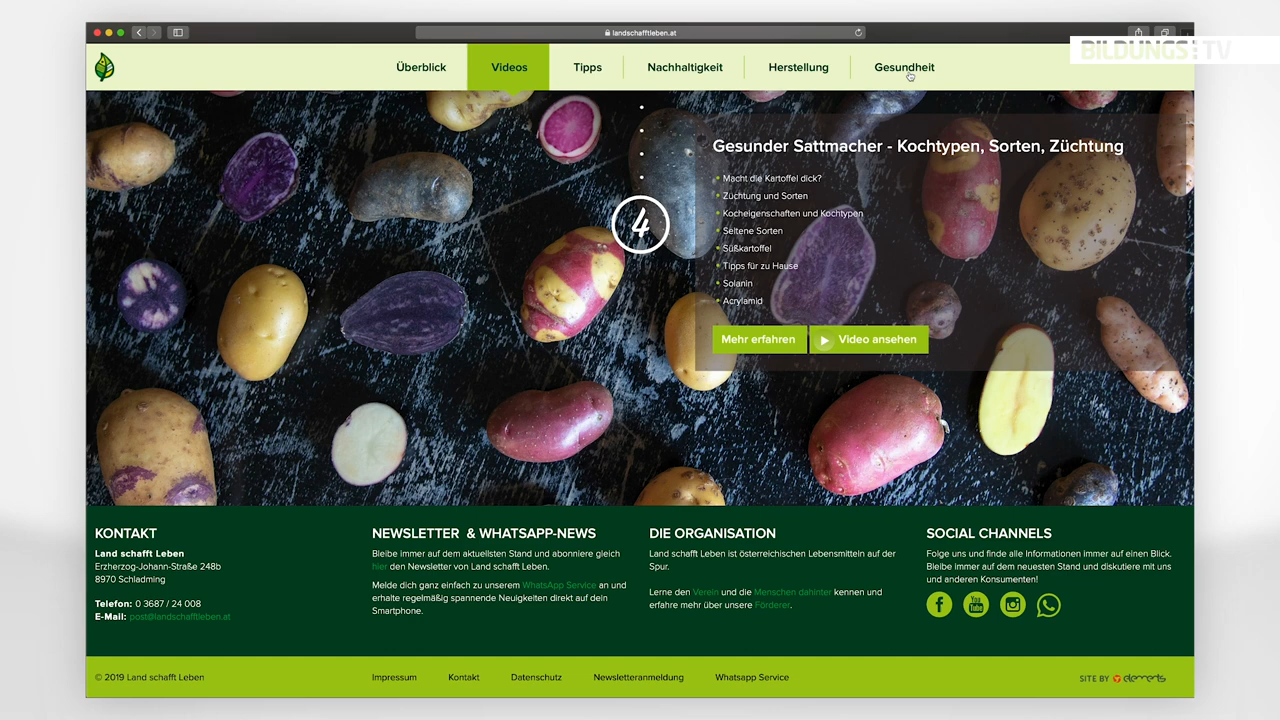 landschafftleben.at
BILDUNGS TV
Überblick
Videos
Tipps
Nachhaltigkeit
Herstellung
Gesundheit
4
Gesunder Sattmacher - Kochtypen, Sorten, Züchtung
Macht die Kartoffel dick?
Züchtung und Sorten
Kocheigenschaften und Kochtypen
Seltene Sorten
Süßkartoffel
Tipps für zu Hause
Solanin
Acrylamid
Mehr erfahren
Video ansehen
KONTAKT
Land schafft Leben
Erzherzog-Johann-Straße 248b
8970 Schladming
Telefon: 0 3687 / 24 008
E-Mail: post@landschafftleben.at
NEWSLETTER & WHATSAPP-NEWS
Bleibe immer auf dem aktuellsten Stand und abonniere gleich
hier den Newsletter von Land schafft Leben.
Melde dich ganz einfach zu unserem WhatsApp Service an und
erhalte regelmäßig spannende Neuigkeiten direkt auf dein
Smartphone.
DIE ORGANISATION
Land schafft Leben ist österreichischen Lebensmitteln auf der
Spur.
Lerne den Verein und die Menschen dahinter kennen und
erfahre mehr über unsere Förderer.
SOCIAL CHANNELS
Folge uns und finde alle Informationen immer auf einen Blick.
Bleibe immer auf dem neuesten Stand und diskutiere mit uns
und anderen Konsumenten!
You
Tube
© 2019 Land schafft Leben
Impressum
Kontakt
Datenschutz
Newsletteranmeldung
Whatsapp Service
SITE BY elements